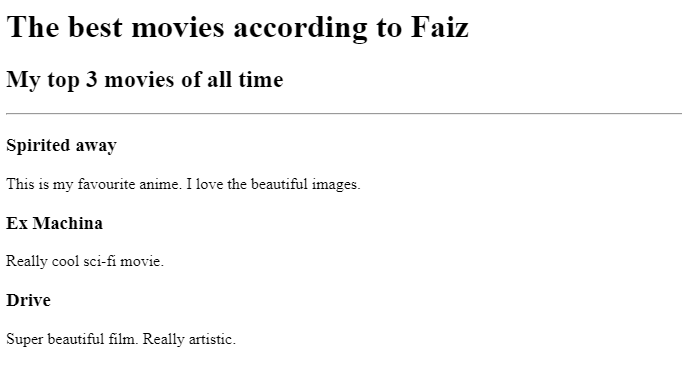 The best movies according to Faiz
My top 3 movies of all time
Spirited away
This is my favourite anime. I love the beautiful images.
Ex Machina
Really cool sci-fi movie.
Drive
Super beautiful film. Really artistic.